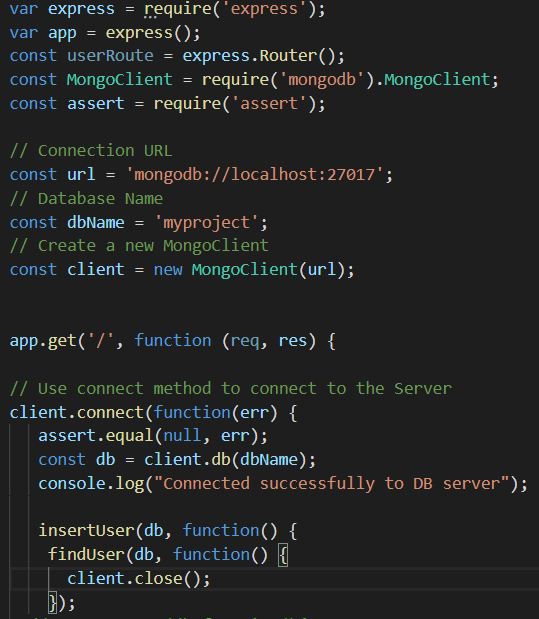 var express = require('express');
var app = express();
const userRoute = express.Router();
const MongoClient = require('mongodb').MongoClient;
const assert = require('assert');
// Connection URL
const url = 'mongodb://localhost:27017';
// Database Name
const dbName = 'myproject';
// Create a new MongoClient
const client = new MongoClient(url);
app.get('/', function (req, res) {
// Use connect method to connect to the Server
client.connect(function(err) {
assert.equal(null, err);
const db = client.db(dbName);
console.log("Connected successfully to DB server");
insertUser(db, function() {
findUser(db, function() {
client.close();
});